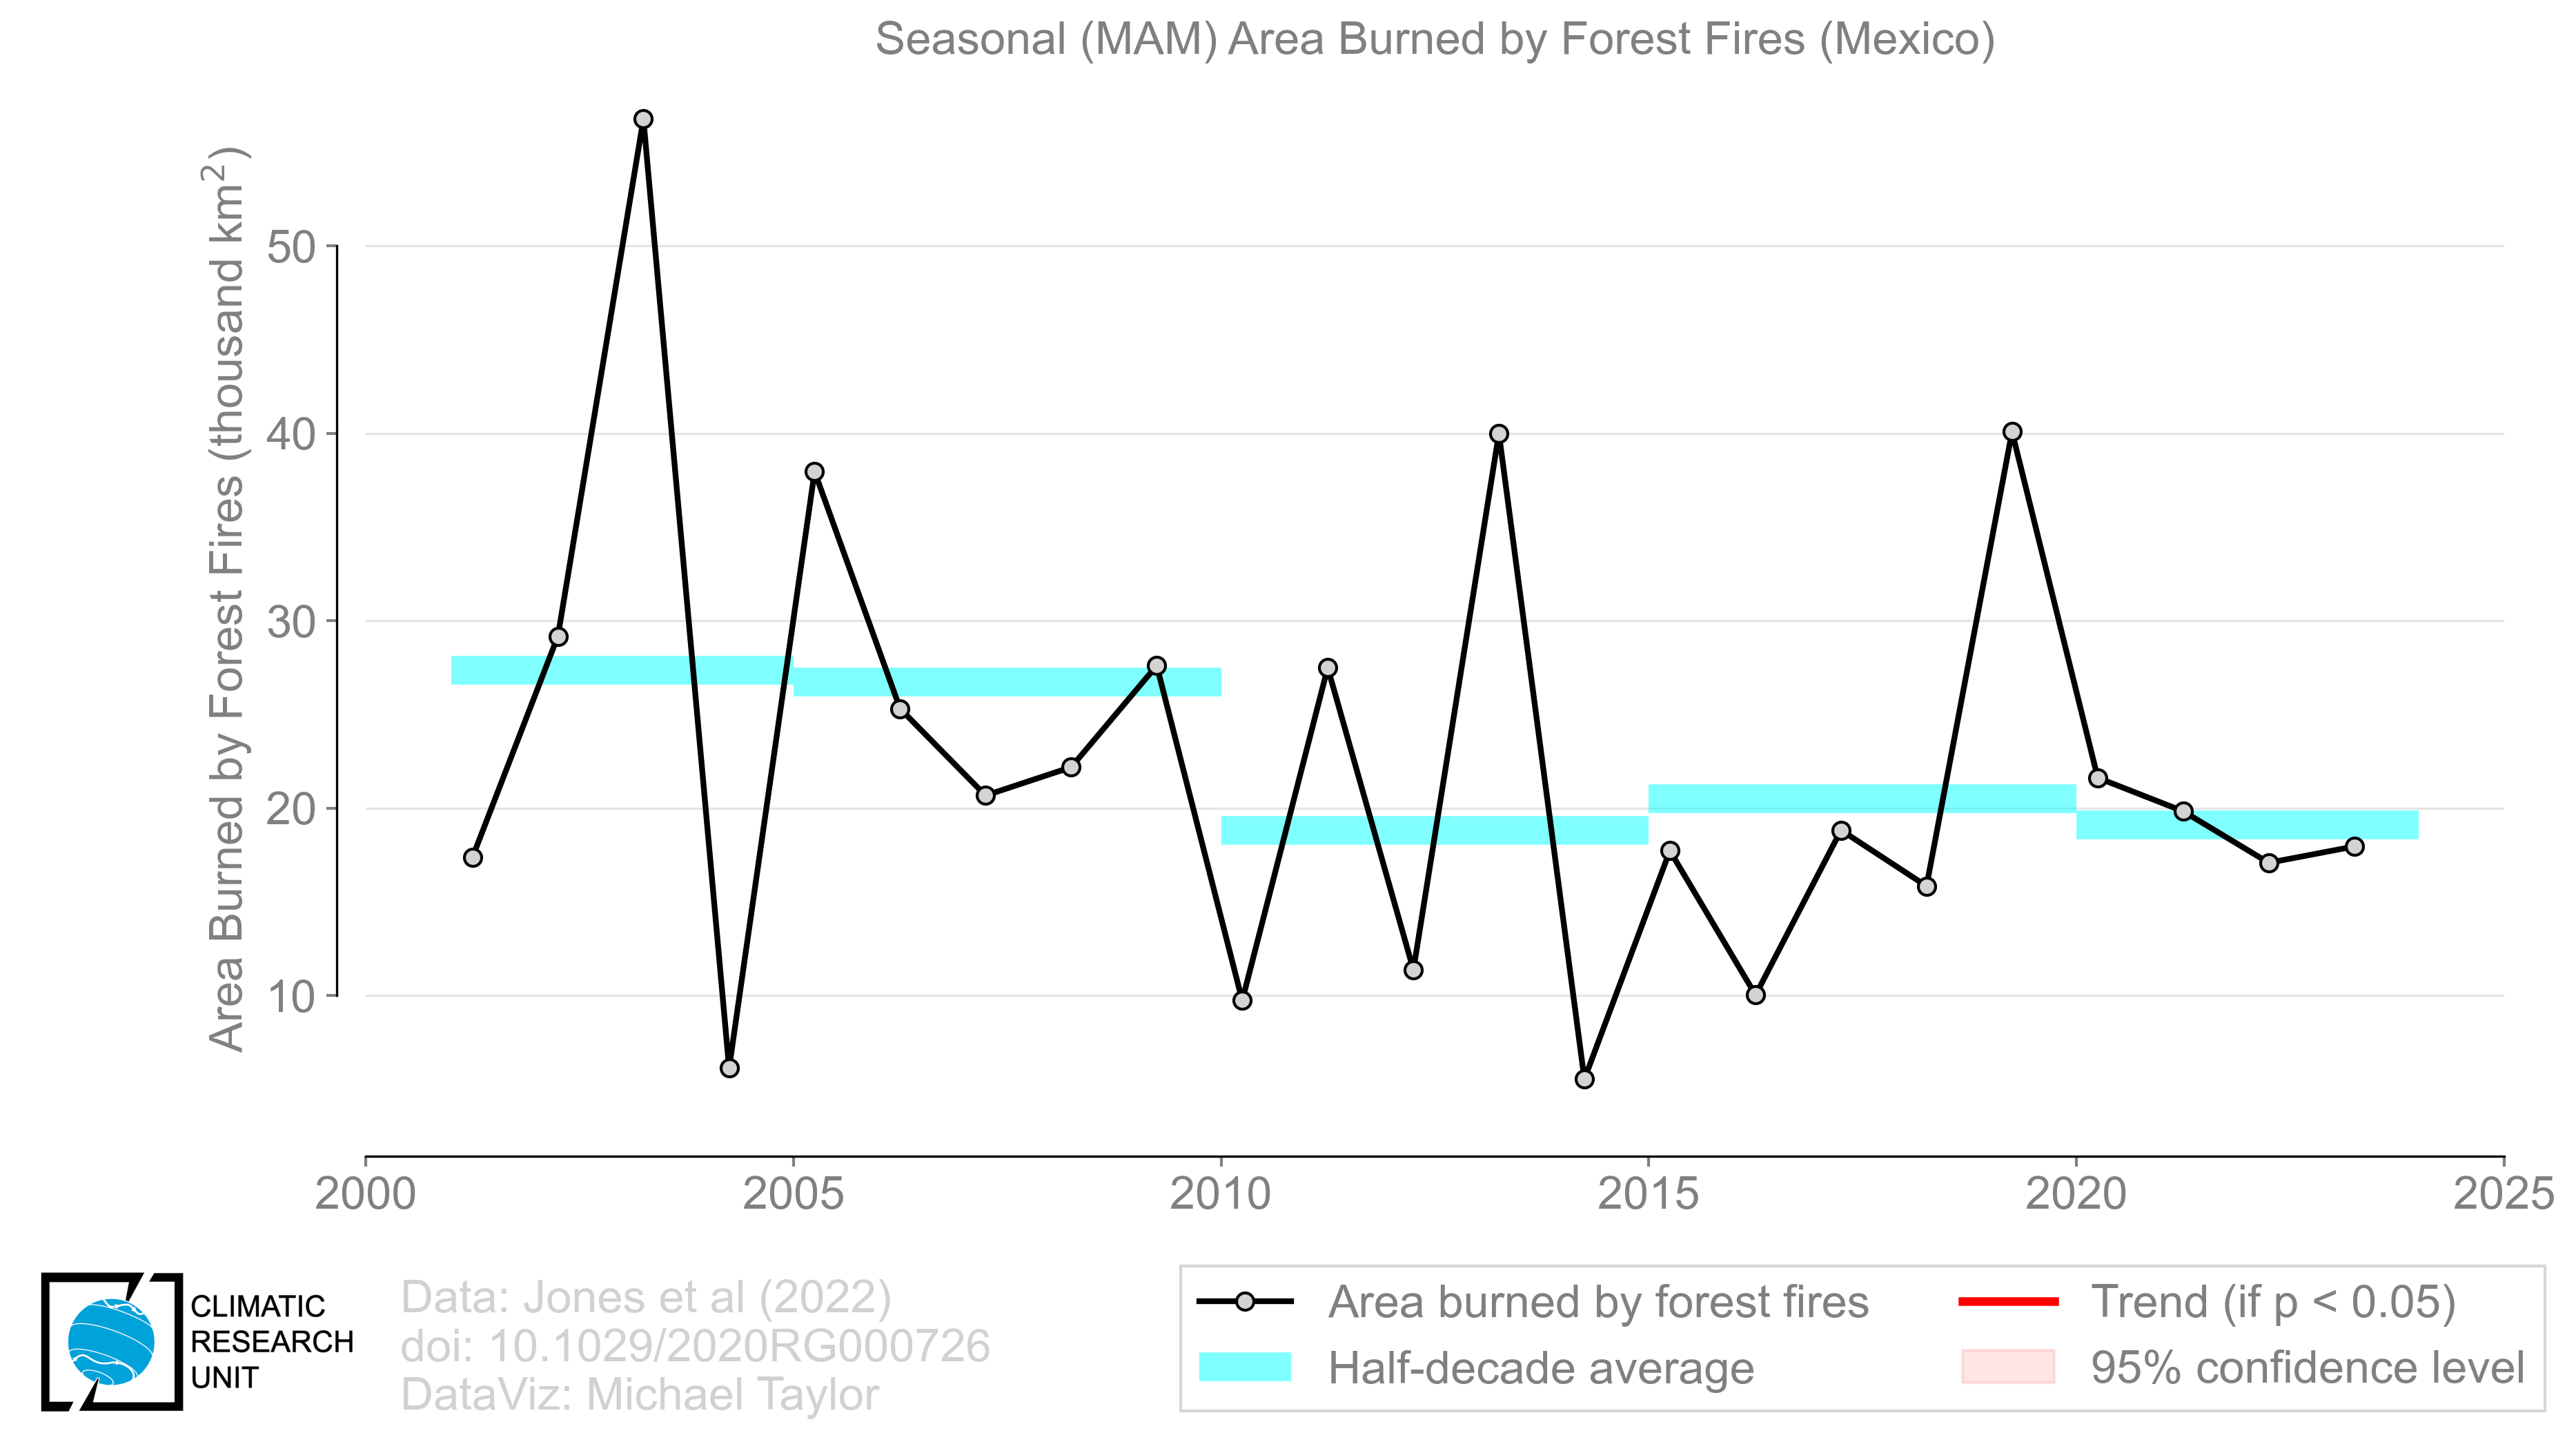 Seasonal (MAM) Area Burned by Forest Fires (Mexico)
Area Burned by Forest Fires (thousand km²)
50
40
30
20
10
2000
2005
2010
2015
2020
2025
CLIMATIC
RESEARCH
UNIT
Data: Jones et al (2022)
doi: 10.1029/2020RG000726
DataViz: Michael Taylor
Area burned by forest fires
Half-decade average
Trend (if p < 0.05)
95% confidence level